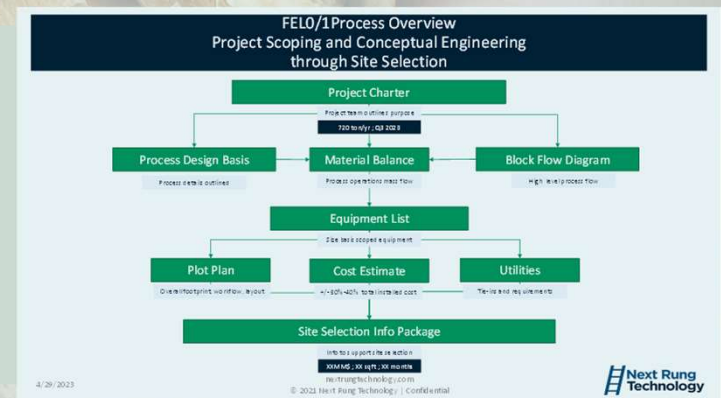 FEL0/1Process Overview
Project Scoping and Conceptual Engineering
through Site Selection
Project Charter
Project team outlines purpose
720 ton/yr ; Q3 2023
Process Design Basis
Material Balance
Block Flow Diagram
Process details outlined
Process operations mass flow
High level process flow
Equipment List
Size basis scoped equipment
Plot Plan
Cost Estimate
Utilities
Overall footprint, workflow, layout
+/-30%-40% total installed cost
Tie-ins and requirements
Site Selection Info Package
Info to support site selection
XXMM$ ; XX sqft ; XX months
4/29/2023
nextrungtechnology.com
© 2021 Next Rung Technology | Confidential
Next Rung
Technology